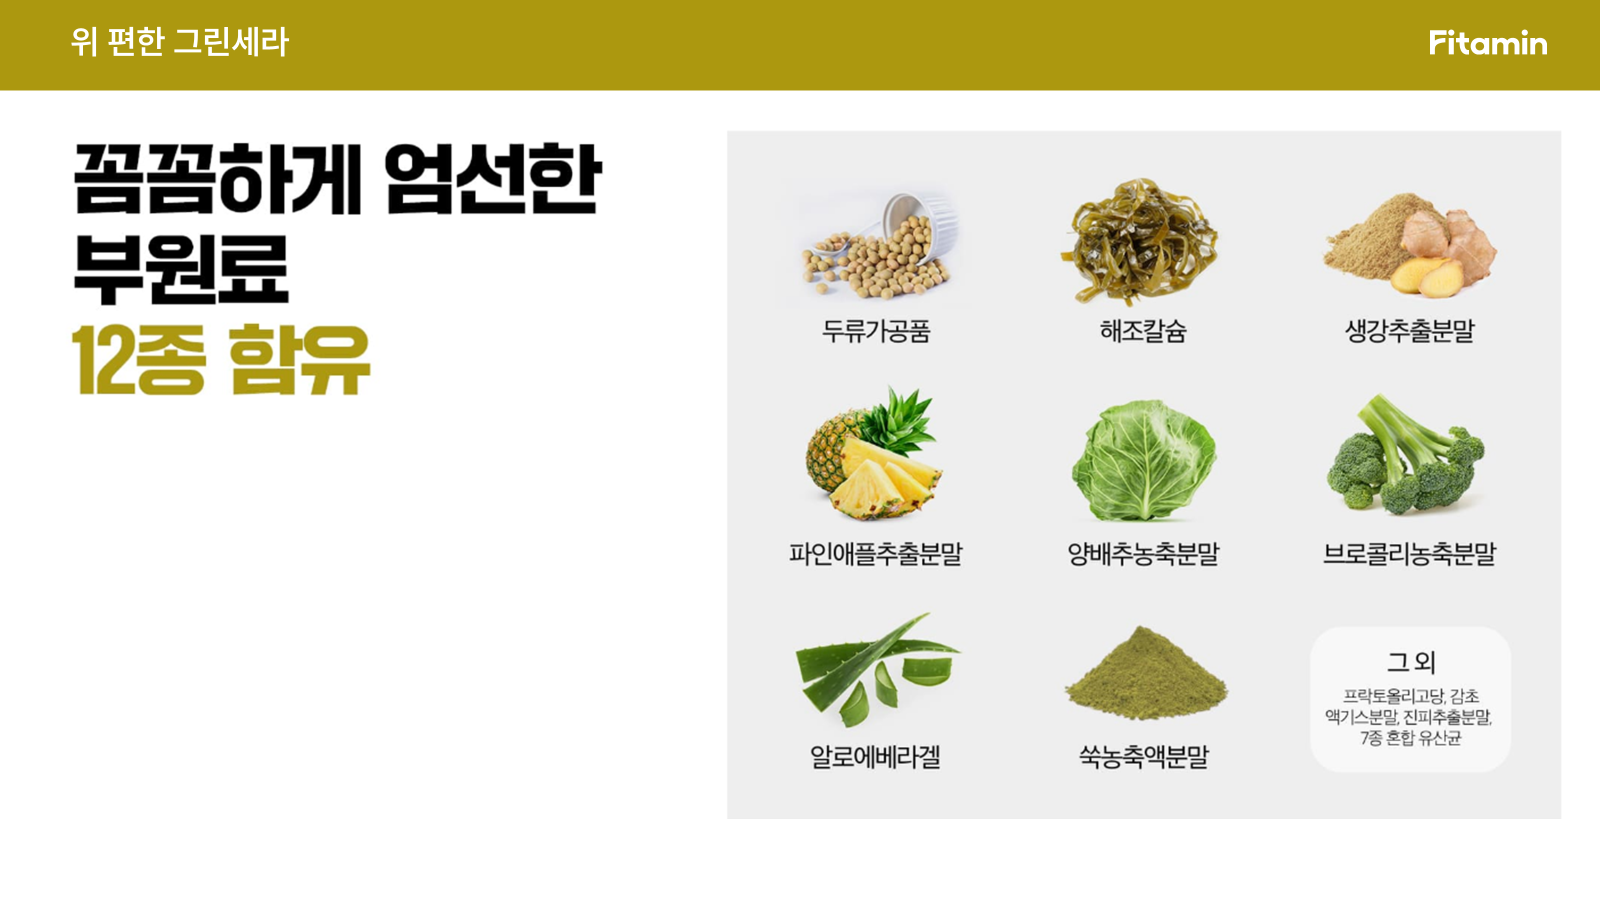 위 편한 그린세라
Fitamin
꼼꼼하게 엄선한
부원료
12종 함유
두류가공품
해조칼슘
생강추출분말
파인애플추출분말
양배추농축분말
브로콜리농축분말
알로에베라겔
쑥농축액분말
그 외
프락토올리고당, 감초
액기스분말, 진피추출분말,
7종 혼합 유산균